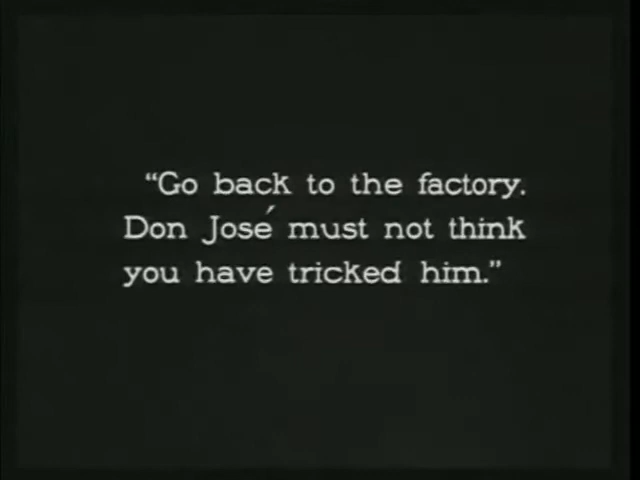 “Go back to the factory.
Don José must not think
you have tricked him.”